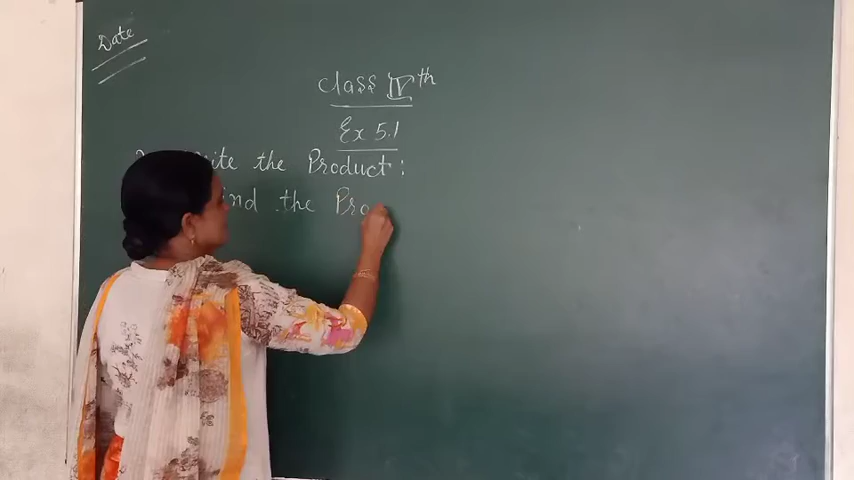 Date
Class IVth
Ex 5.1
the Product:
the Pro